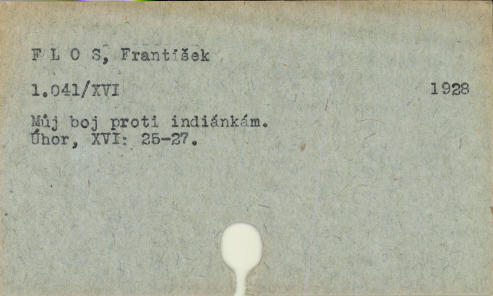 F L O S, František
1.041/XVI 1928
Můj boj proti indiánkám.
Úhor, XVI: 25-27.